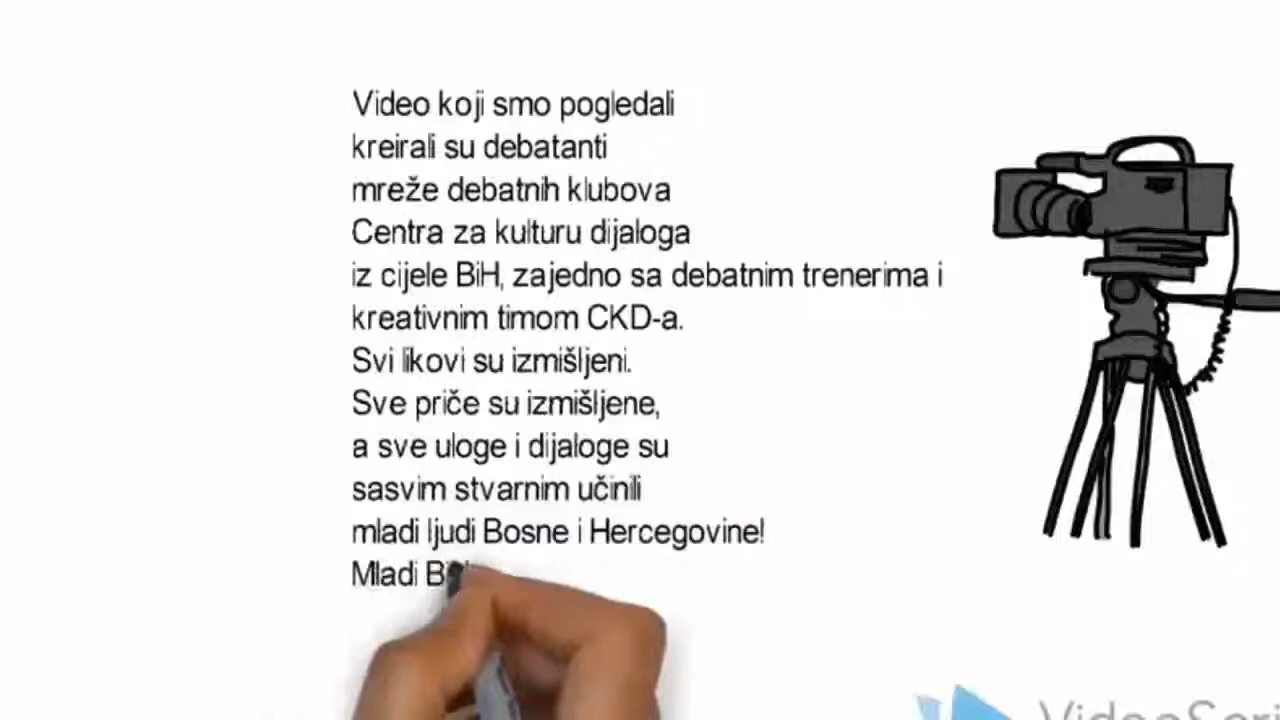 Video koji smo pogledali
kreirali su debatanti
mreže debatnih klubova
Centra za kulturu dijaloga
iz cijele BiH, zajedno sa debatnim trenerima i
kreativnim timom CKD-a.
Svi likovi su izmišljeni.
Sve priče su izmišljene,
a sve uloge i dijaloge su
sasvim stvarnim učinili
mladi ljudi Bosne i Hercegovine!
Mladi